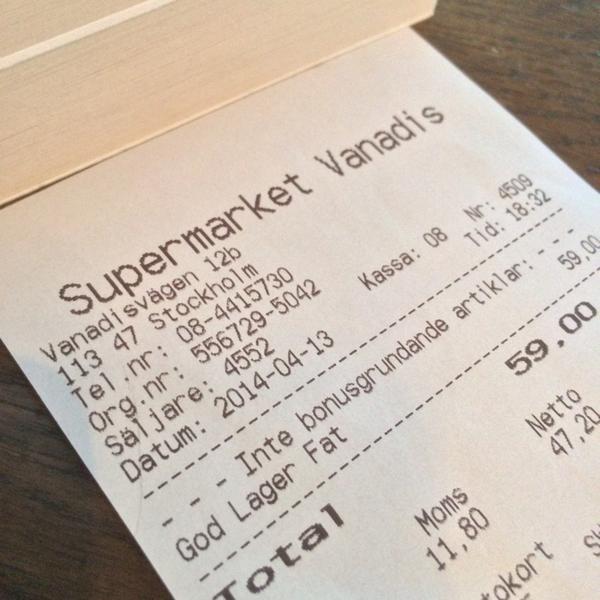 Supermarket Vanadis
Vanadisvägen 12b
113 47 Stockholm
Tel.nr: 08-4415730
Org.nr: 556729-5042
Säljare: 4552 Kassa: 08 Nr: 4509
Datum: 2014-04-13 Tid: 18:32
- - - Inte bonusgrundande artiklar: - - -
God Lager Fat 59,00
Total 59,00
Moms Netto
11,80 47,20